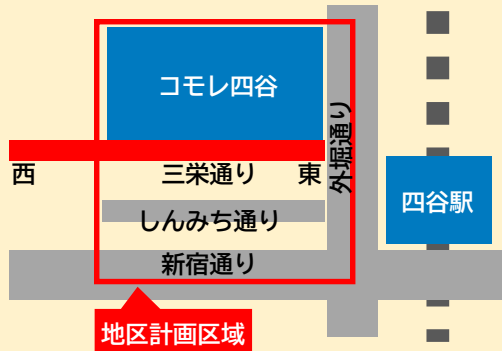 コモレ四谷
西
三栄通り
東
外堀通り
四谷駅
しんみち通り
新宿通り
地区計画区域